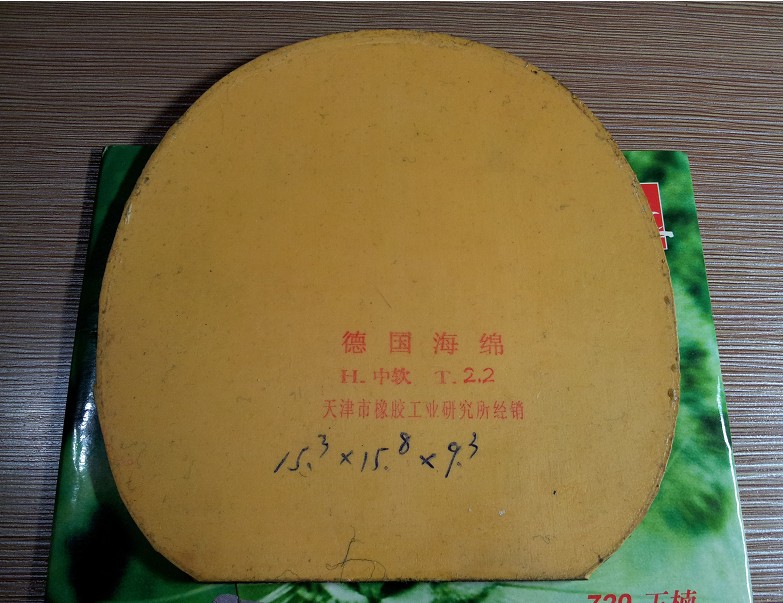 德国海绵
H. 中软 T. 2.2
天津市橡胶工业研究所经销
15.3×15.8×9.3
729